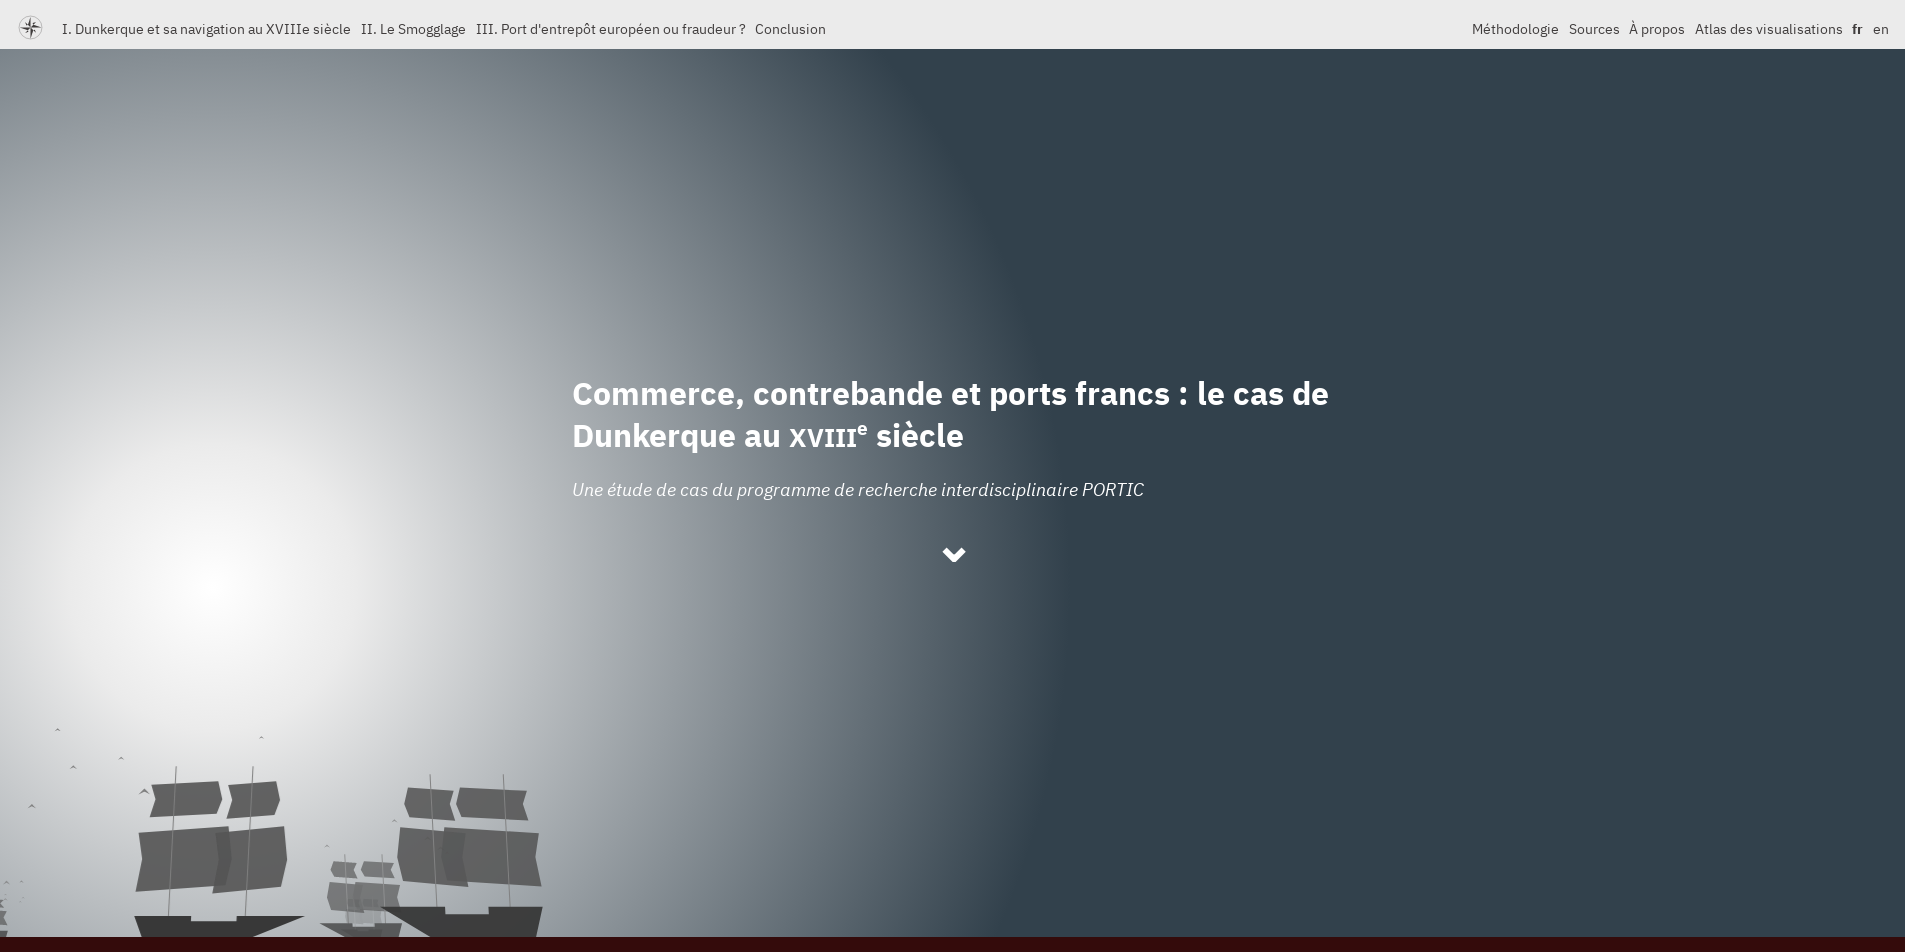 I. Dunkerque et sa navigation au XVIIIe siècle II. Le Smogglage III. Port d'entrepôt européen ou fraudeur ? Conclusion Méthodologie Sources À propos Atlas des visualisations fr en
Commerce, contrebande et ports francs : le cas de
Dunkerque au XVIIIe siècle
Une étude de cas du programme de recherche interdisciplinaire PORTIC